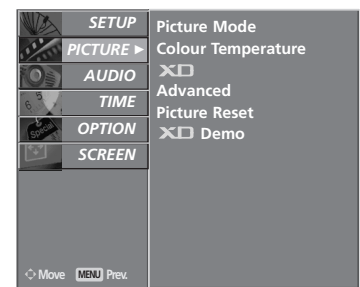 SETUP
PICTURE ►
AUDIO
TIME
OPTION
SCREEN
Picture Mode
Colour Temperature
XD
Advanced
Picture Reset
XD Demo
Special
Move MENU Prev.